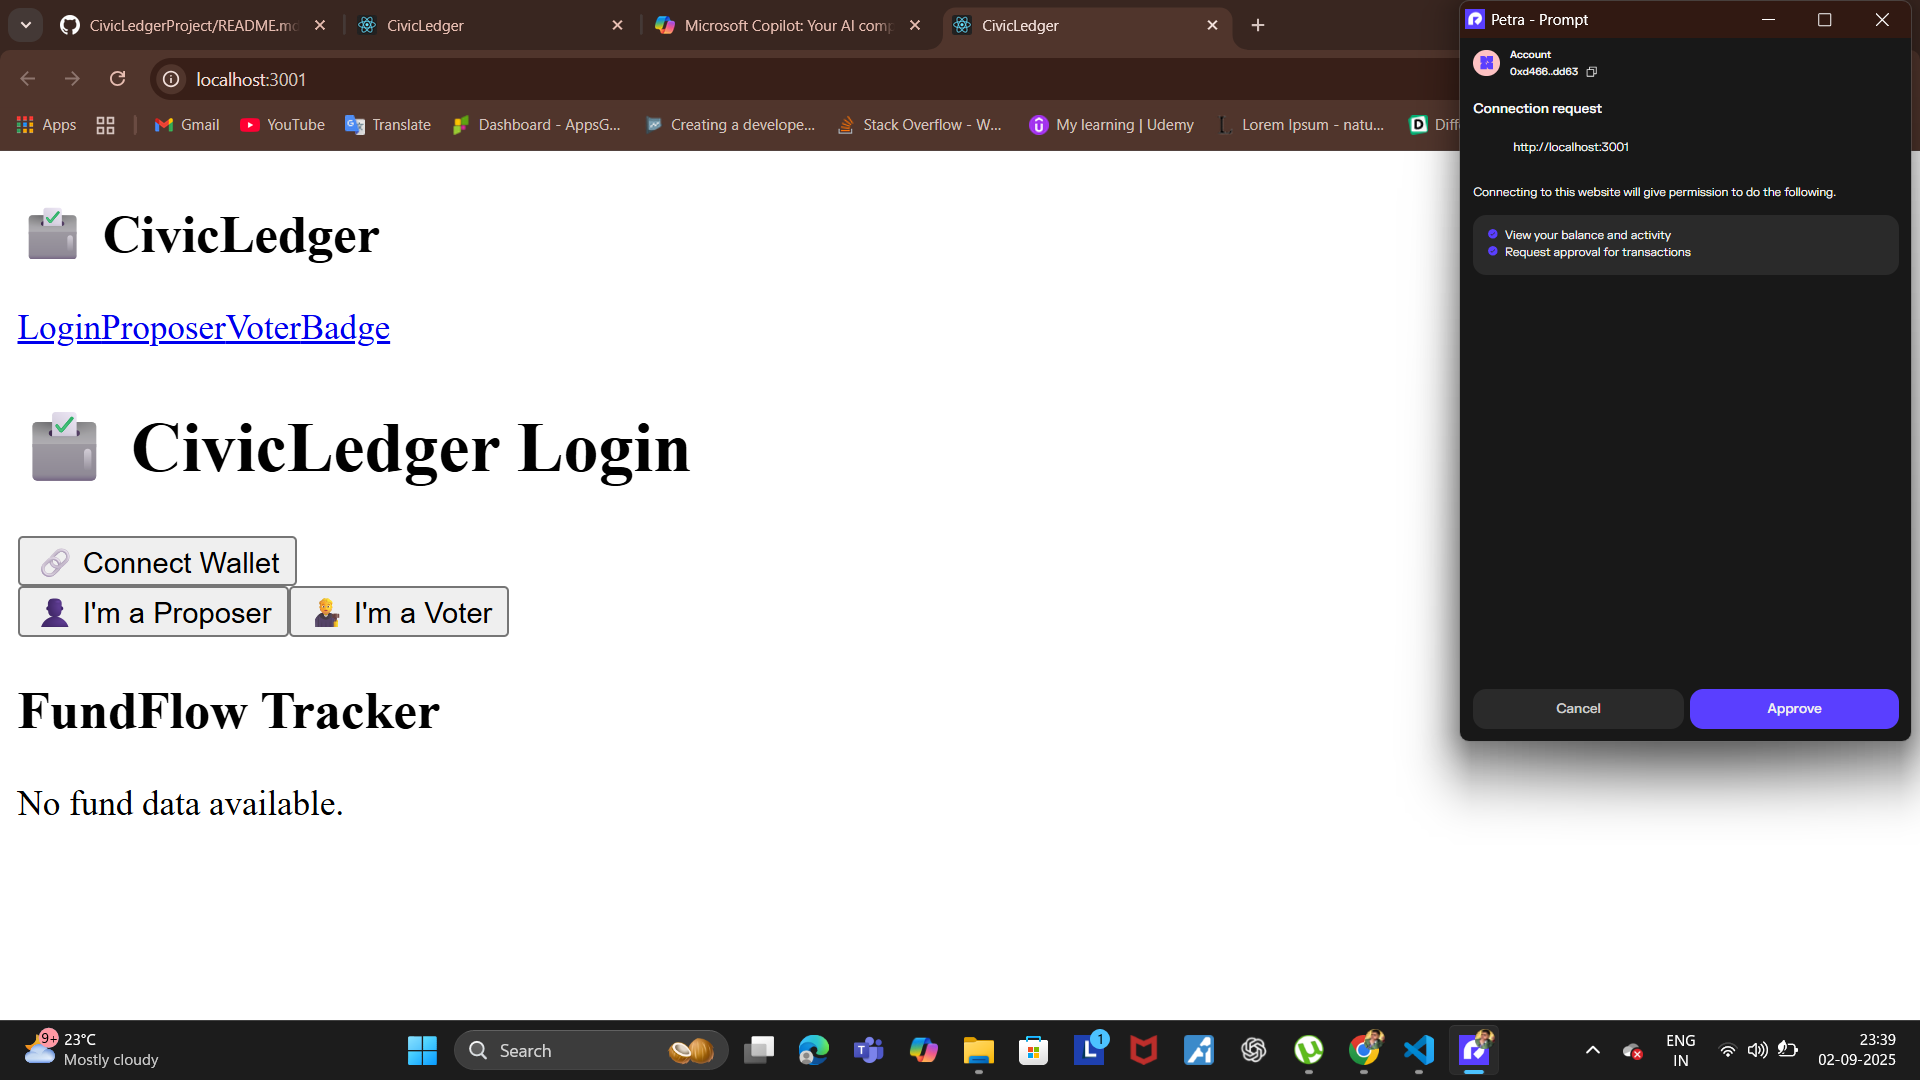 CivicLedgerProject/README.m
CivicLedger
Microsoft Copilot: Your AI com
CivicLedger
localhost:3001
Apps
Gmail
YouTube
Translate
Dashboard - AppsG...
Creating a develope...
Stack Overflow - W...
My learning | Udemy
Lorem Ipsum - natu...
Diff
CivicLedger
LoginProposerVoterBadge
CivicLedger Login
Connect Wallet
I'm a Proposer
I'm a Voter
FundFlow Tracker
No fund data available.
Petra - Prompt
Account
0xd466..dd63
Connection request
http://localhost:3001
Connecting to this website will give permission to do the following.
View your balance and activity
Request approval for transactions
Cancel
Approve
9+
23°C
Mostly cloudy
Search
1
ENG
IN
23:39
02-09-2025